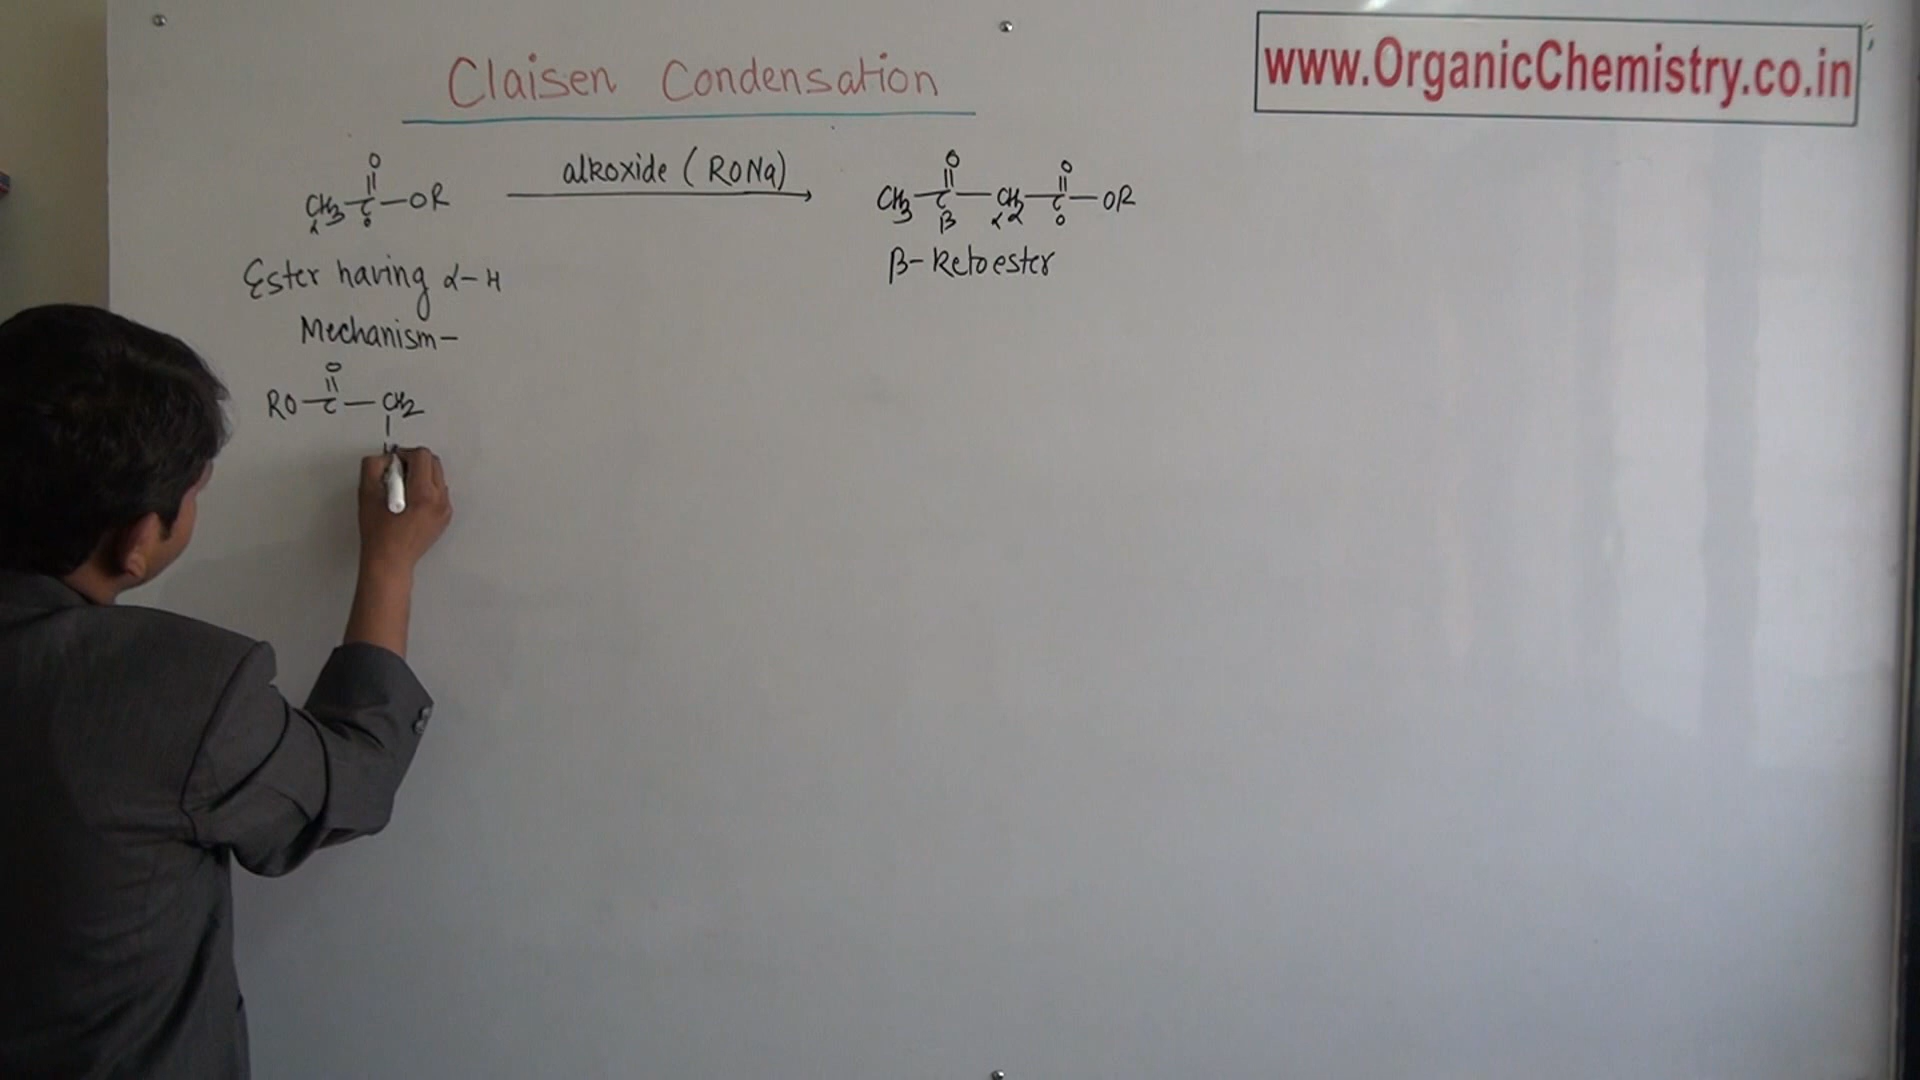 Claisen Condensation
www.OrganicChemistry.co.in
O
||
CH3—C—OR
α
alkoxide (RONa)
O O
|| ||
CH3—C—CH2—C—OR
β α
Ester having α-H
β-ketoester
Mechanism-
O
||
RO—C—CH2
|